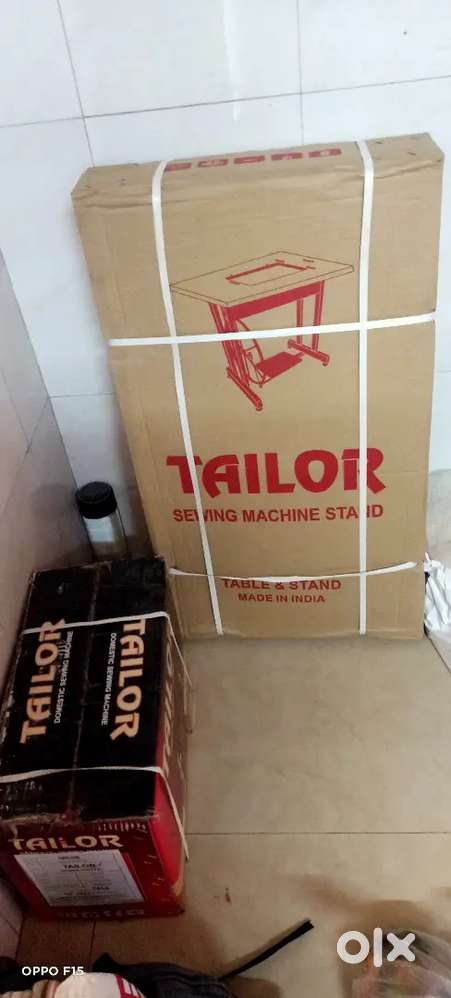 TAILOR
SEWING MACHINE STAND
TABLE & STAND
MADE IN INDIA
TAILOR
DOMESTIC SEWING MACHINE
TAILOR
DOMESTIC SEWING MACHINE
TAILOR
TAILOR
OPPO F15
olx